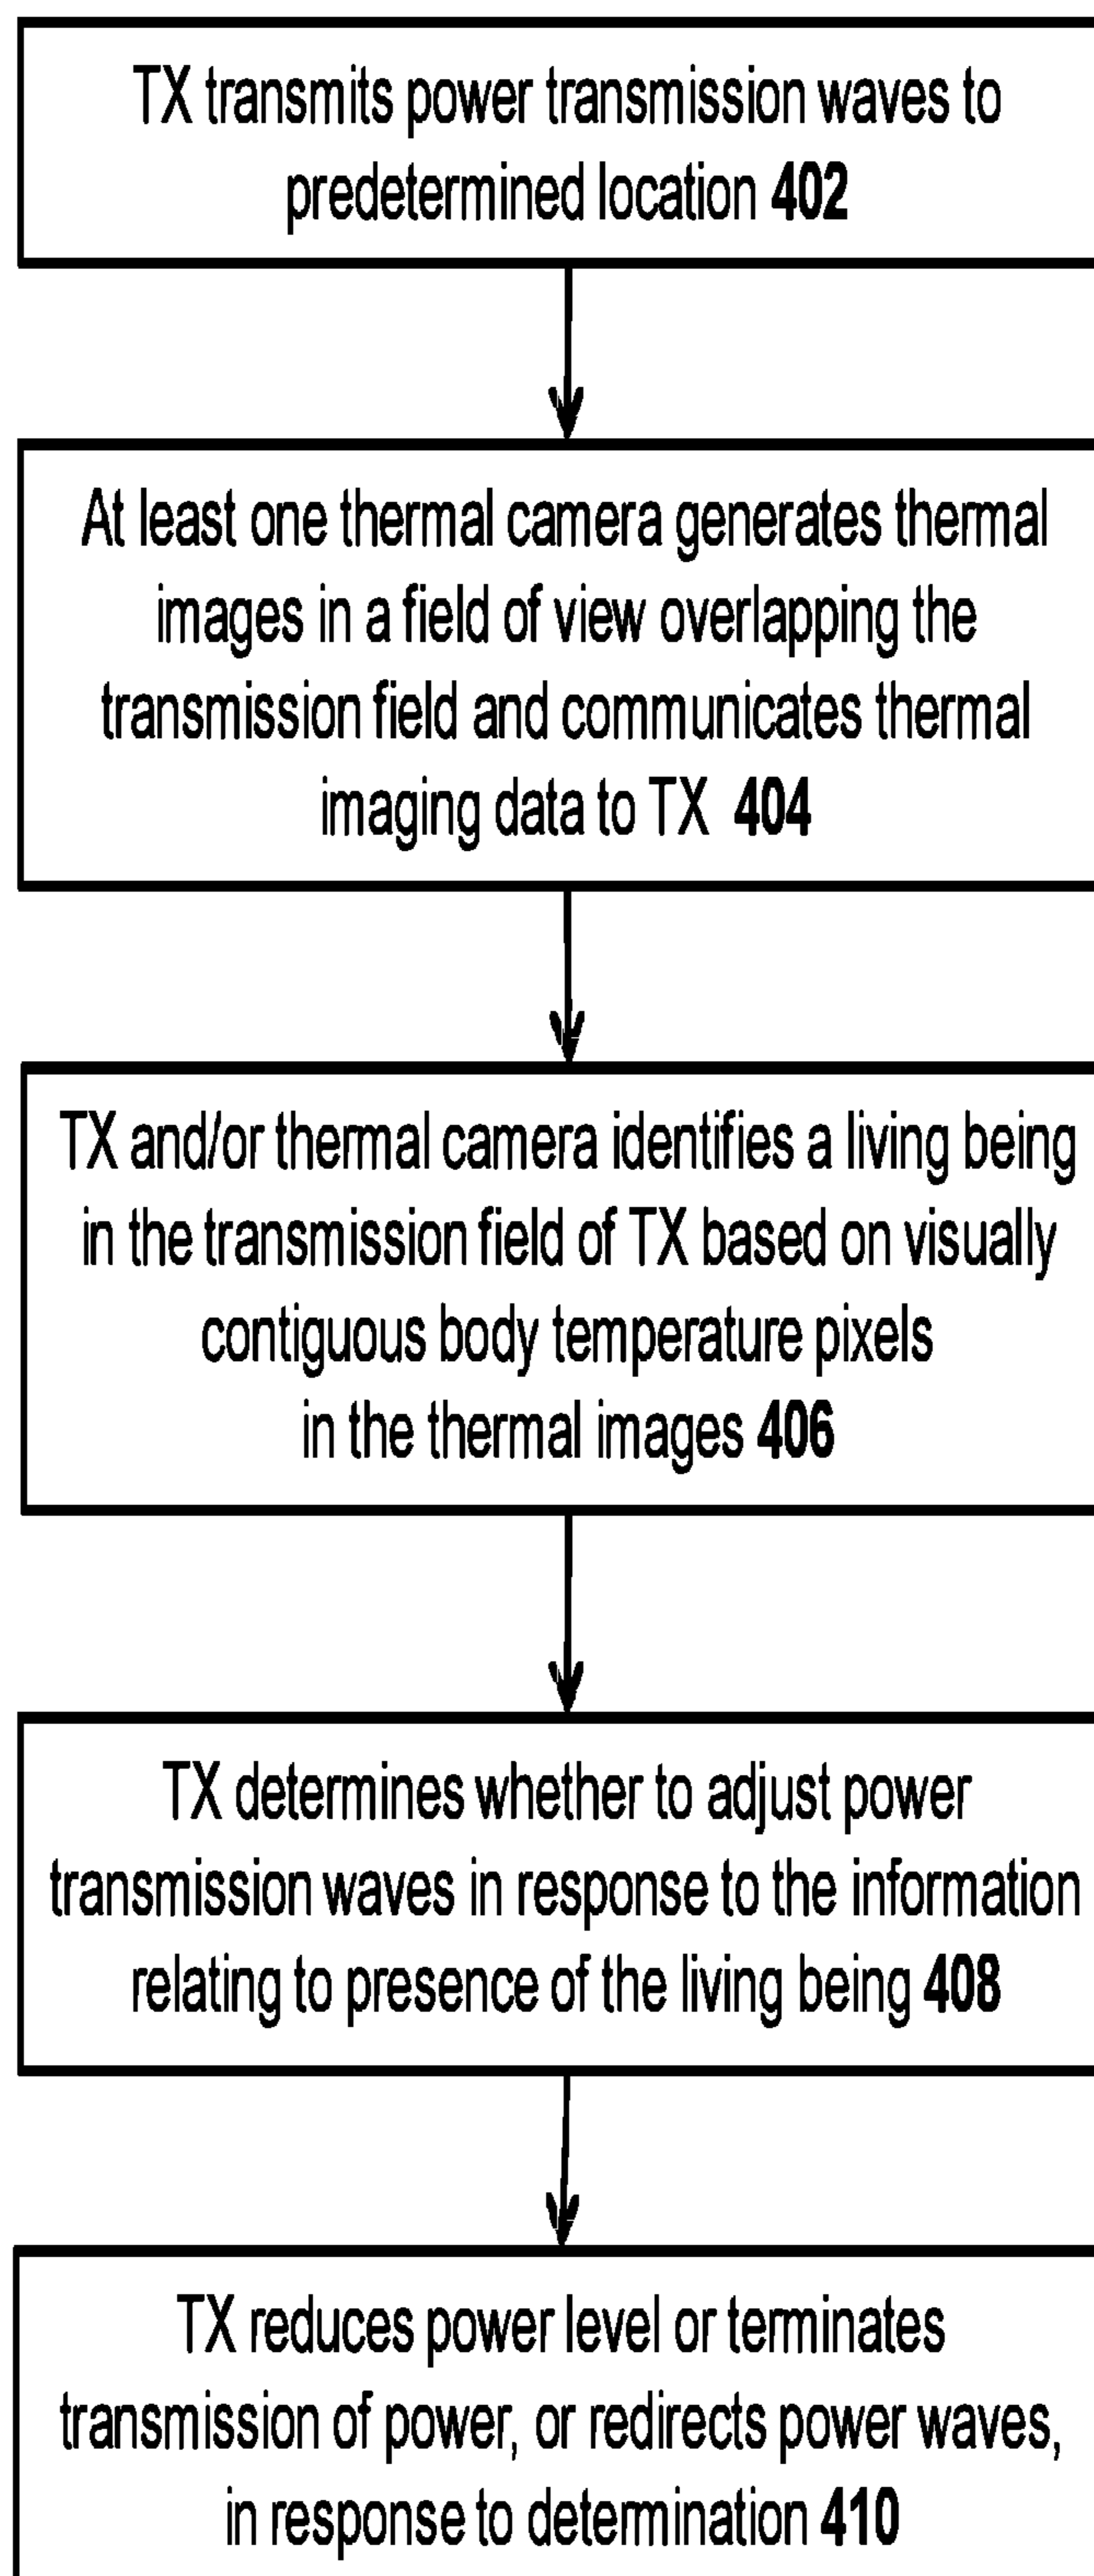 TX transmits power transmission waves to
predetermined location 402
At least one thermal camera generates thermal
images in a field of view overlapping the
transmission field and communicates thermal
imaging data to TX 404
TX and/or thermal camera identifies a living being
in the transmission field of TX based on visually
contiguous body temperature pixels
in the thermal images 406
TX determines whether to adjust power
transmission waves in response to the information
relating to presence of the living being 408
TX reduces power level or terminates
transmission of power, or redirects power waves,
in response to determination 410